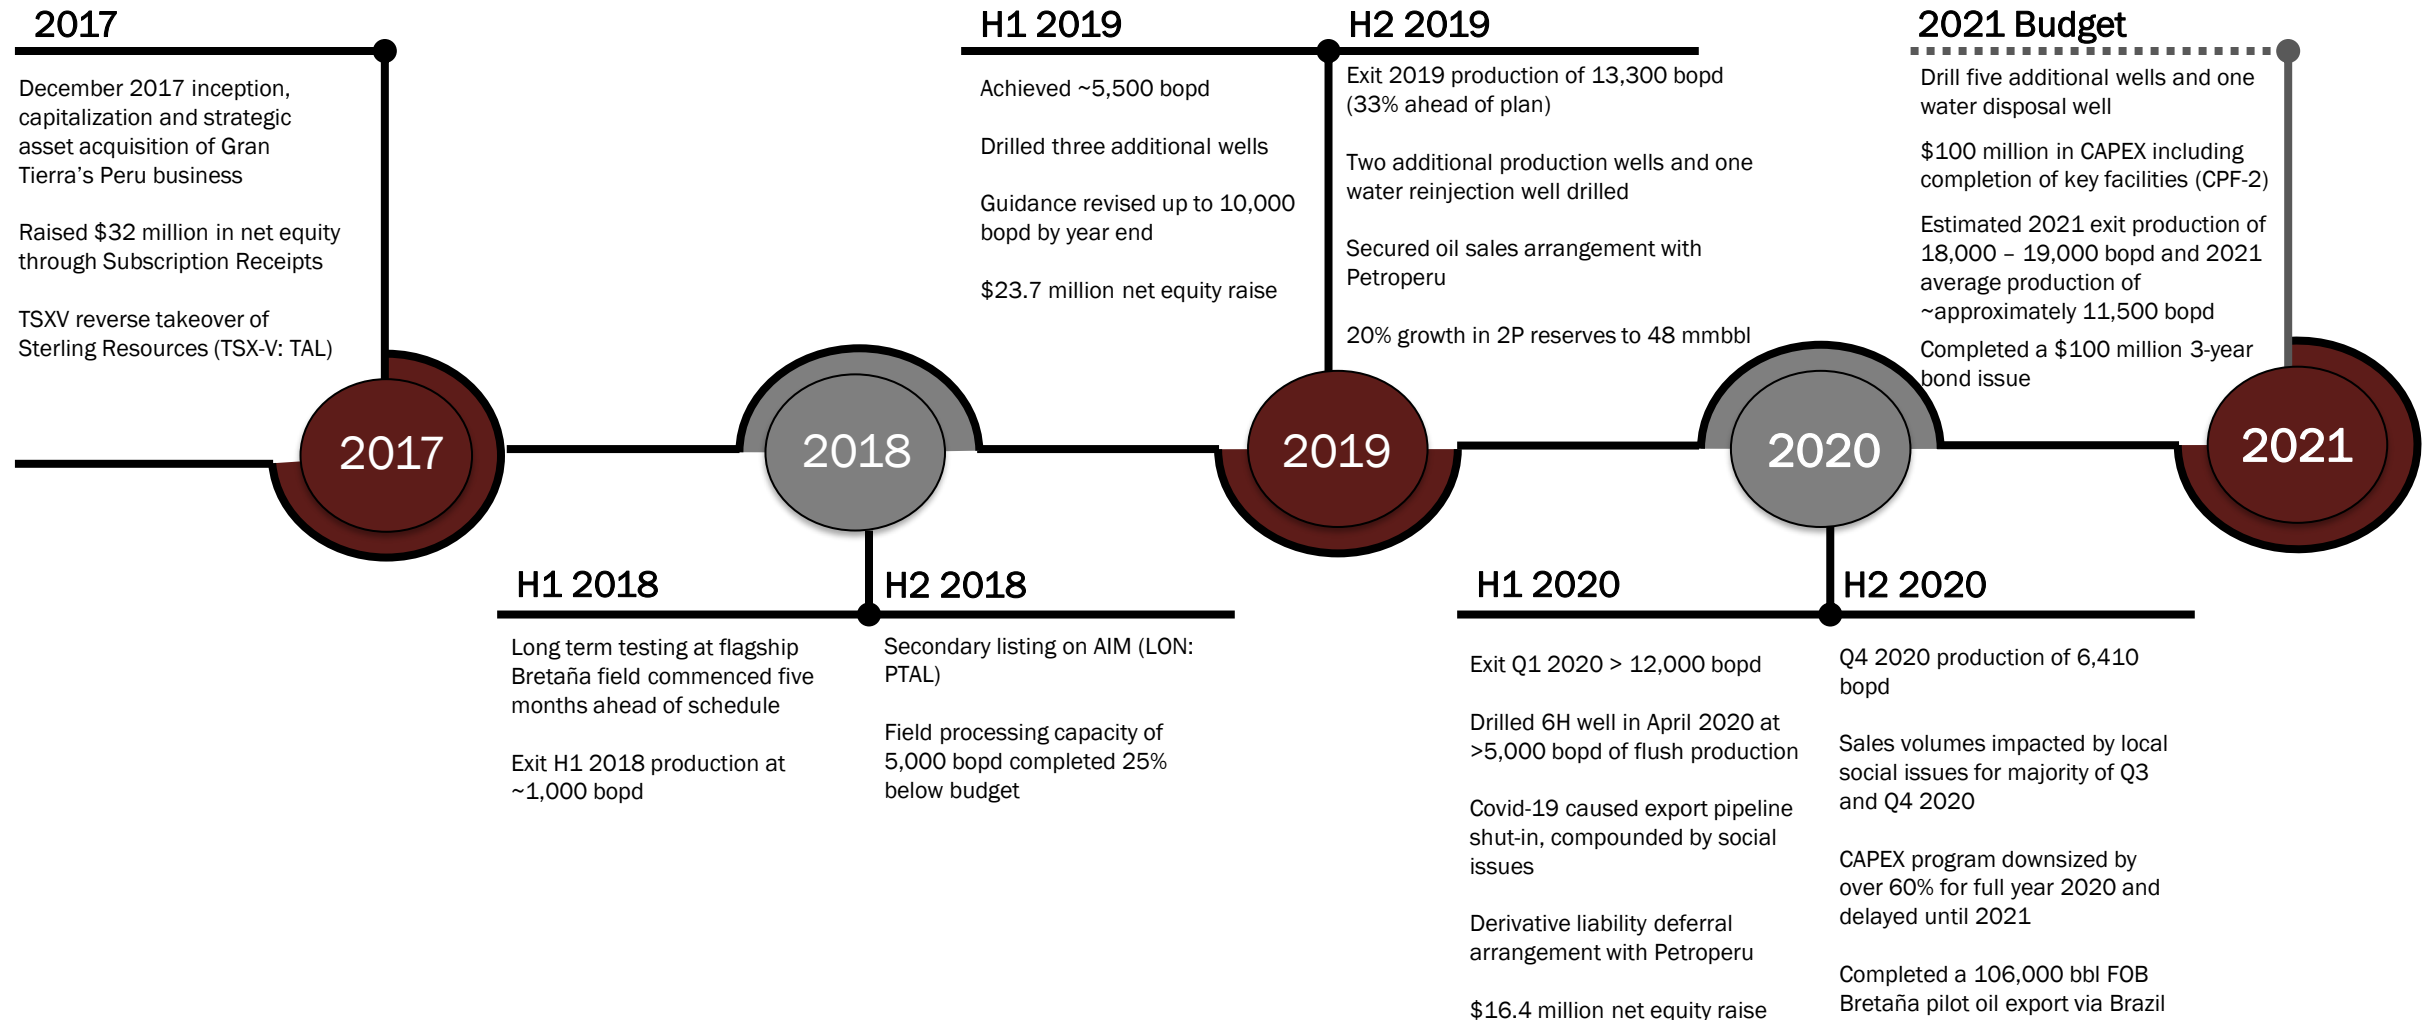 2017
December 2017 inception,
capitalization and strategic
asset acquisition of Gran
Tierra’s Peru business
Raised $32 million in net equity
through Subscription Receipts
TSXV reverse takeover of
Sterling Resources (TSX-V: TAL)
H1 2019
Achieved ~5,500 bopd
Drilled three additional wells
Guidance revised up to 10,000
bopd by year end
$23.7 million net equity raise
H2 2019
Exit 2019 production of 13,300 bopd
(33% ahead of plan)
Two additional production wells and one
water reinjection well drilled
Secured oil sales arrangement with
Petroperu
20% growth in 2P reserves to 48 mmbbl
2021 Budget
Drill five additional wells and one
water disposal well
$100 million in CAPEX including
completion of key facilities (CPF-2)
Estimated 2021 exit production of
18,000 – 19,000 bopd and 2021
average production of
~approximately 11,500 bopd
Completed a $100 million 3-year
bond issue
2017
2018
2019
2020
2021
H1 2018
Long term testing at flagship
Bretaña field commenced five
months ahead of schedule
Exit H1 2018 production at
~1,000 bopd
H2 2018
Secondary listing on AIM (LON:
PTAL)
Field processing capacity of
5,000 bopd completed 25%
below budget
H1 2020
Exit Q1 2020 > 12,000 bopd
Drilled 6H well in April 2020 at
>5,000 bopd of flush production
Covid-19 caused export pipeline
shut-in, compounded by social
issues
Derivative liability deferral
arrangement with Petroperu
$16.4 million net equity raise
H2 2020
Q4 2020 production of 6,410
bopd
Sales volumes impacted by local
social issues for majority of Q3
and Q4 2020
CAPEX program downsized by
over 60% for full year 2020 and
delayed until 2021
Completed a 106,000 bbl FOB
Bretaña pilot oil export via Brazil